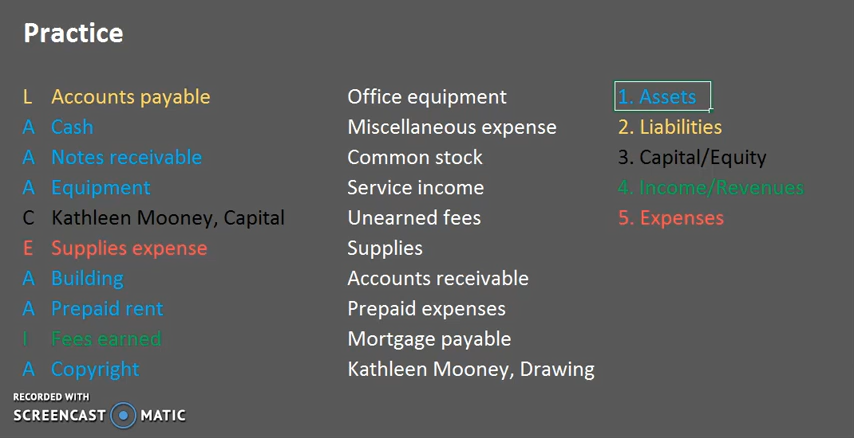 Practice
L Accounts payable
A Cash
A Notes receivable
A Equipment
C Kathleen Mooney, Capital
E Supplies expense
A Building
A Prepaid rent
I Fees earned
A Copyright
Office equipment
Miscellaneous expense
Common stock
Service income
Unearned fees
Supplies
Accounts receivable
Prepaid expenses
Mortgage payable
Kathleen Mooney, Drawing
1. Assets
2. Liabilities
3. Capital/Equity
4. Income/Revenues
5. Expenses
RECORDED WITH
SCREENCAST MATIC